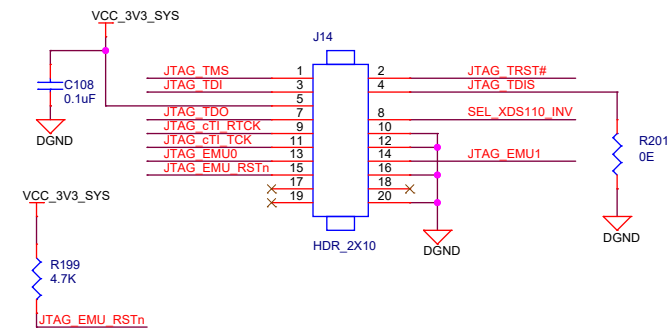 VCC_3V3_SYS
J14
JTAG_TMS 1 2 JTAG_TRST#
C108 JTAG_TDI 3 4 JTAG_TDIS
0.1uF 5
JTAG_TDO 7 8 SEL_XDS110_INV
DGND JTAG_cTI_RTCK 9 10
JTAG_cTI_TCK 11 12 R201
JTAG_EMU0 13 14 JTAG_EMU1 0E
JTAG_EMU_RSTn 15 16
17 18
VCC_3V3_SYS 19 20
DGND
HDR_2X10 DGND
R199
4.7K
JTAG_EMU_RSTn